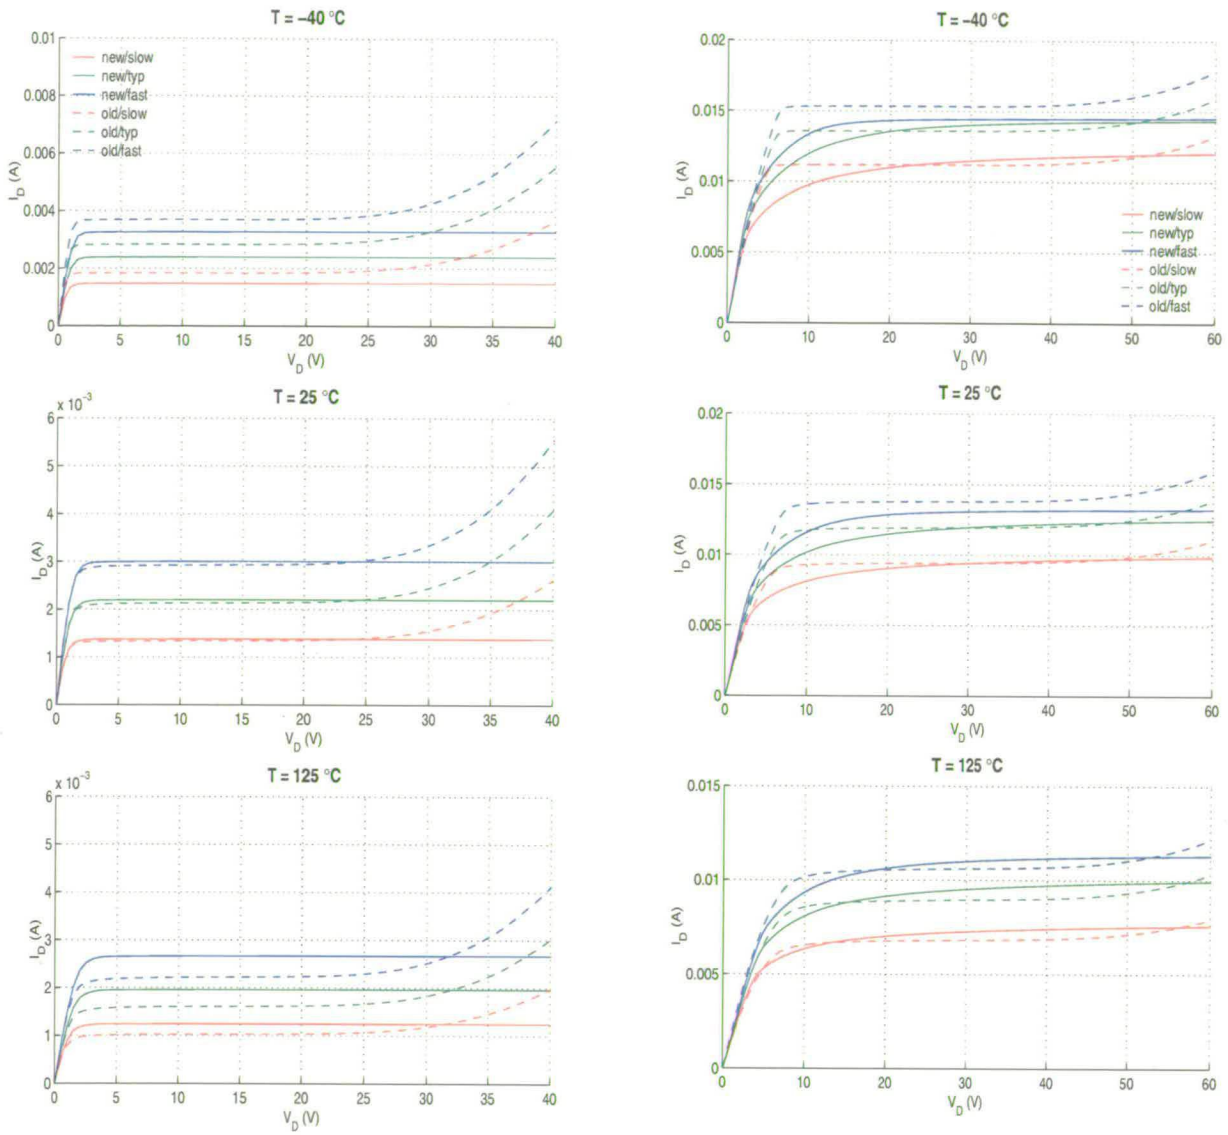 T = −40 °C
0.01
0.008
0.006
0.004
0.002
0
I_D (A)
new/slow
new/typ
new/fast
old/slow
old/typ
old/fast
0 5 10 15 20 25 30 35 40
V_D (V)
T = −40 °C
0.02
0.015
0.01
0.005
0
I_D (A)
new/slow
new/typ
new/fast
old/slow
old/typ
old/fast
0 10 20 30 40 50 60
V_D (V)
T = 25 °C
x 10⁻³
6
5
4
3
2
1
0
I_D (A)
0 5 10 15 20 25 30 35 40
V_D (V)
T = 25 °C
0.02
0.015
0.01
0.005
0
I_D (A)
0 10 20 30 40 50 60
V_D (V)
T = 125 °C
x 10⁻³
6
5
4
3
2
1
0
I_D (A)
0 5 10 15 20 25 30 35 40
V_D (V)
T = 125 °C
0.015
0.01
0.005
0
I_D (A)
0 10 20 30 40 50 60
V_D (V)